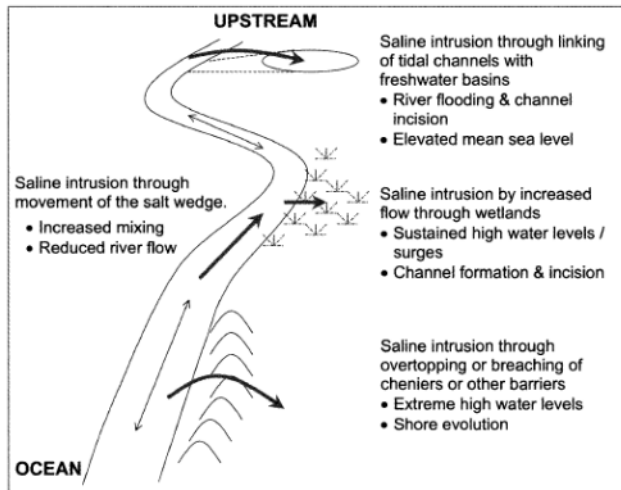 UPSTREAM
Saline intrusion through linking
of tidal channels with
freshwater basins
• River flooding & channel
incision
• Elevated mean sea level
Saline intrusion through
movement of the salt wedge.
• Increased mixing
• Reduced river flow
Saline intrusion by increased
flow through wetlands
• Sustained high water levels /
surges
• Channel formation & incision
Saline intrusion through
overtopping or breaching of
cheniers or other barriers
• Extreme high water levels
• Shore evolution
OCEAN